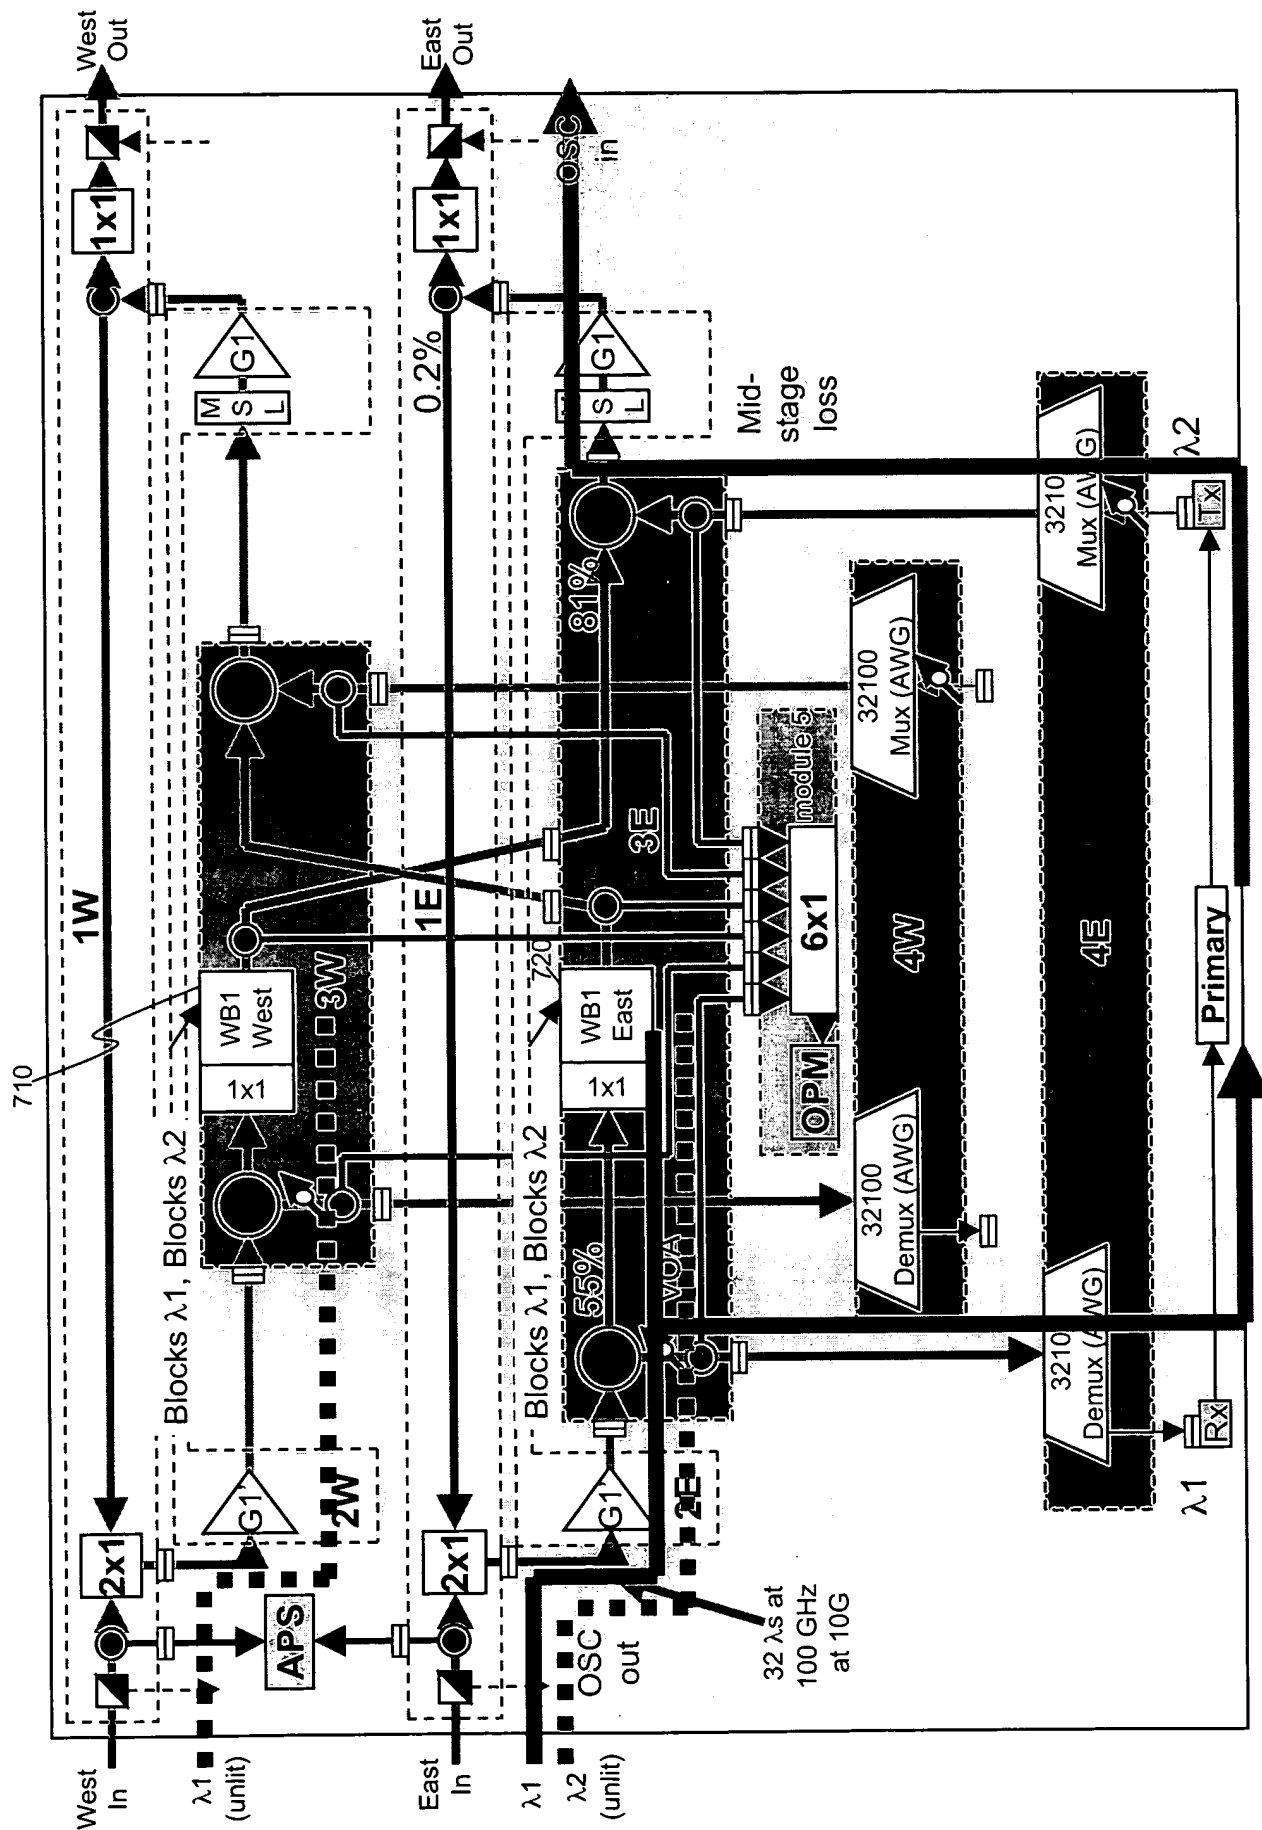 West
Out
1x1
1W
2x1
West
In
710
G1
M
S
L
3W
WB1
West
1x1
Blocks λ1, Blocks λ2
G1'
2W
APS
λ1
(unlit)
East
Out
1x1
0.2%
1E
2x1
East
In
OSC
in
G1
S
L
Mid-
stage
loss
81%
3E
720
WB1
East
1x1
Blocks λ1, Blocks λ2
55%
VOA
G1'
2E
OSC
out
λ1
λ2
(unlit)
32 λs at
100 GHz
at 10G
module 5
6x1
OPM
32100
Mux (AWG)
4W
32100
Demux (AWG)
3210
Mux (AWG)
4E
3210
Demux (AWG)
λ2
Tx
Primary
Rx
λ1